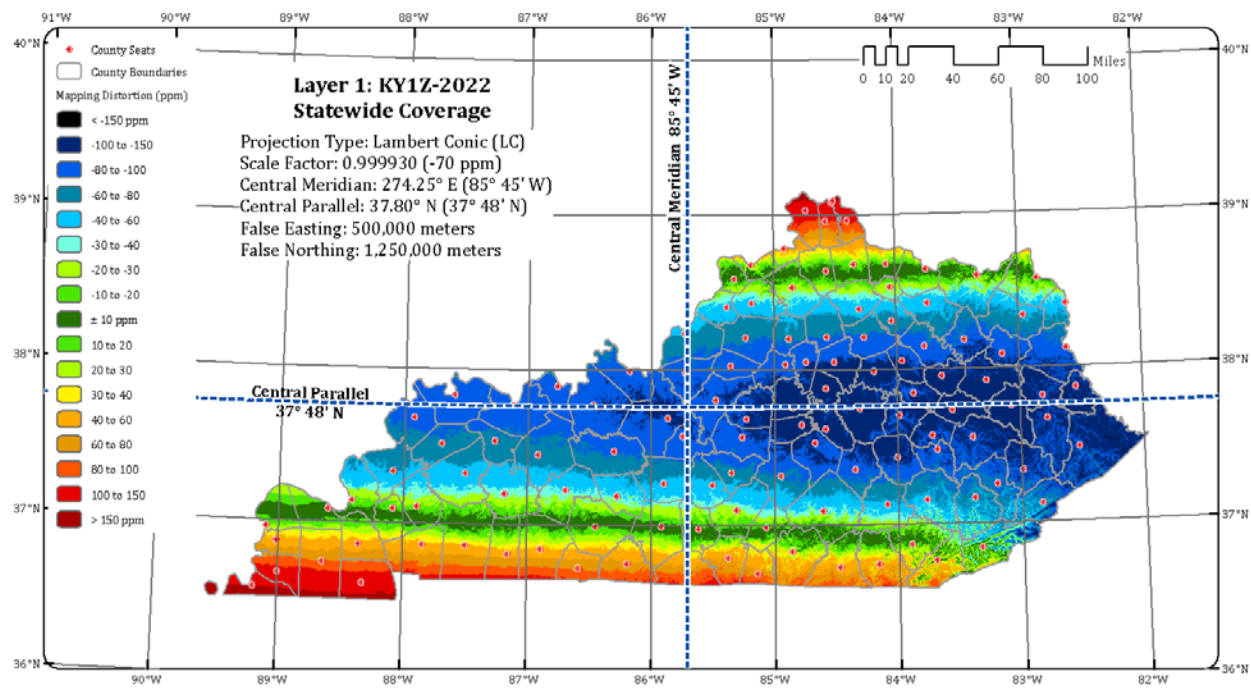 91°W 90°W 89°W 88°W 87°W 86°W 85°W 84°W 83°W 82°W
40°N 40°N
County Seats
County Boundaries
Mapping Distortion (ppm)
< -150 ppm
-100 to -150
-80 to -100
-60 to -80
-40 to -60
-30 to -40
-20 to -30
-10 to -20
± 10 ppm
10 to 20
20 to 30
30 to 40
40 to 60
60 to 80
80 to 100
100 to 150
> 150 ppm
Layer 1: KY1Z-2022
Statewide Coverage
Projection Type: Lambert Conic (LC)
Scale Factor: 0.999930 (-70 ppm)
Central Meridian: 274.25° E (85° 45' W)
Central Parallel: 37.80° N (37° 48' N)
False Easting: 500,000 meters
False Northing: 1,250,000 meters
Central Meridian 85° 45' W
Miles
0 10 20 40 60 80 100
39°N 39°N
38°N 38°N
Central Parallel
37° 48' N
37°N 37°N
36°N 36°N
90°W 89°W 88°W 87°W 86°W 85°W 84°W 83°W 82°W